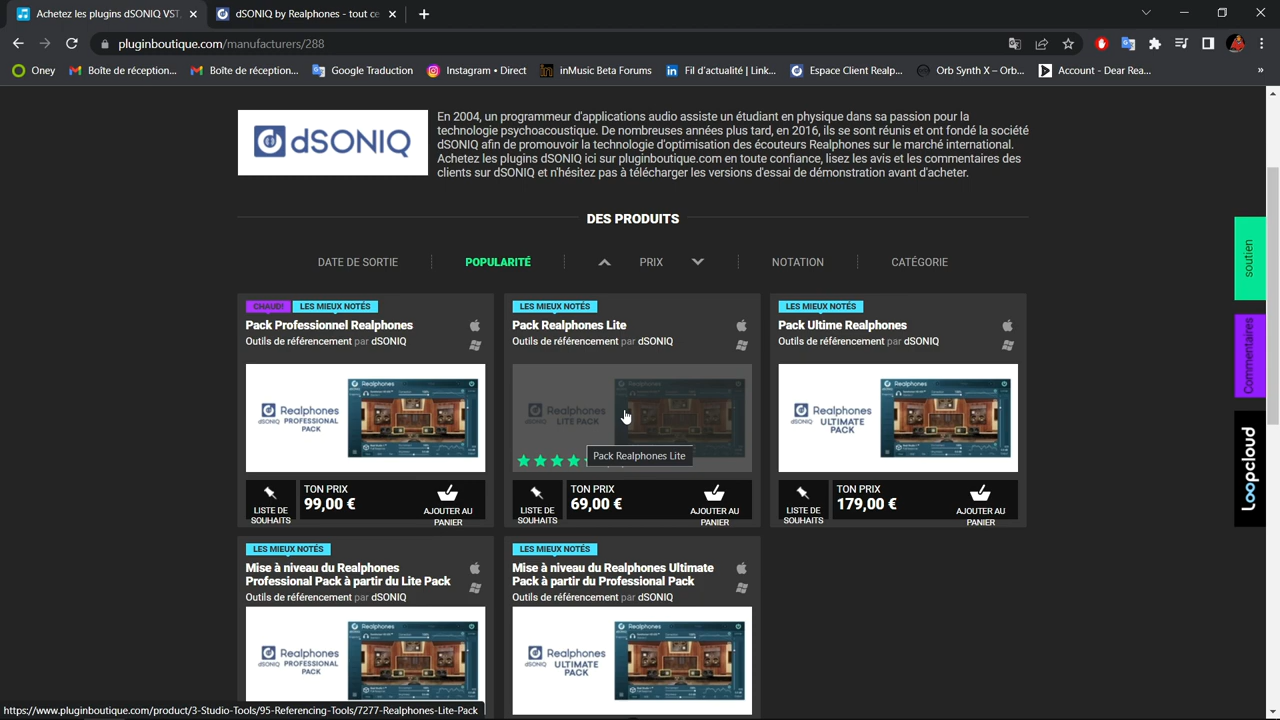 Achetez les plugins dSONIQ VST,
dSONIQ by Realphones - tout ce
pluginboutique.com/manufacturers/288
Oney
Boîte de réception...
Boîte de réception...
Google Traduction
Instagram • Direct
inMusic Beta Forums
Fil d'actualité | Link...
Espace Client Realp...
Orb Synth X – Orb...
Account - Dear Rea...
»
dSONIQ
En 2004, un programmeur d'applications audio assiste un étudiant en physique dans sa passion pour la
technologie psychoacoustique. De nombreuses années plus tard, en 2016, ils se sont réunis et ont fondé la société
dSONIQ afin de promouvoir la technologie d'optimisation des écouteurs Realphones sur le marché international.
Achetez les plugins dSONIQ ici sur pluginboutique.com en toute confiance, lisez les avis et les commentaires des
clients sur dSONIQ et n'hésitez pas à télécharger les versions d'essai de démonstration avant d'acheter.
DES PRODUITS
DATE DE SORTIE
POPULARITÉ
PRIX
NOTATION
CATÉGORIE
CHAUD!
LES MIEUX NOTÉS
Pack Professionnel Realphones
Outils de référencement par dSONIQ
Realphones
dSONIQ PROFESSIONAL
PACK
TON PRIX
99,00 €
LISTE DE
SOUHAITS
AJOUTER AU
PANIER
LES MIEUX NOTÉS
Pack Realphones Lite
Outils de référencement par dSONIQ
Realphones
dSONIQ LITE PACK
Pack Realphones Lite
TON PRIX
69,00 €
LISTE DE
SOUHAITS
AJOUTER AU
PANIER
LES MIEUX NOTÉS
Pack Ultime Realphones
Outils de référencement par dSONIQ
Realphones
dSONIQ ULTIMATE
PACK
TON PRIX
179,00 €
LISTE DE
SOUHAITS
AJOUTER AU
PANIER
LES MIEUX NOTÉS
Mise à niveau du Realphones
Professional Pack à partir du Lite Pack
Outils de référencement par dSONIQ
Realphones
dSONIQ PROFESSIONAL
PACK
LES MIEUX NOTÉS
Mise à niveau du Realphones Ultimate
Pack à partir du Professional Pack
Outils de référencement par dSONIQ
Realphones
dSONIQ ULTIMATE
PACK
soutien
Commentaires
loopcloud
https://www.pluginboutique.com/product/3-Studio-Tools/95-Referencing-Tools/7277-Realphones-Lite-Pack